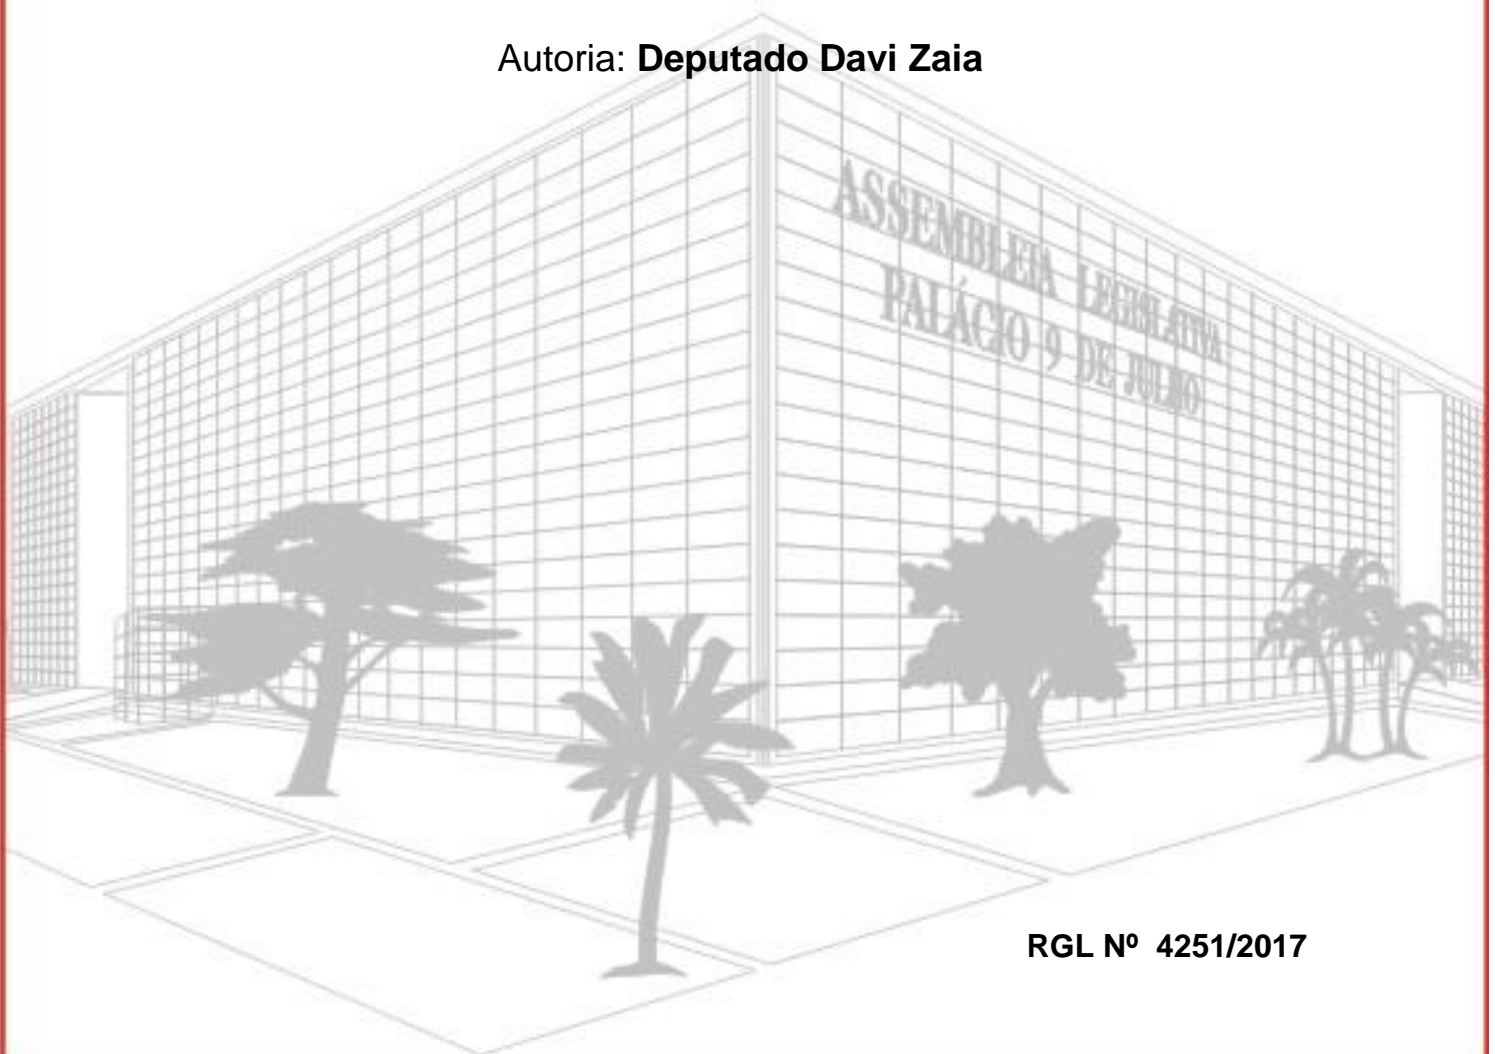 Autoria: Deputado Davi Zaia
ASSEMBLEIA LEGISLATIVA
PALÁCIO 9 DE JULHO
RGL Nº 4251/2017